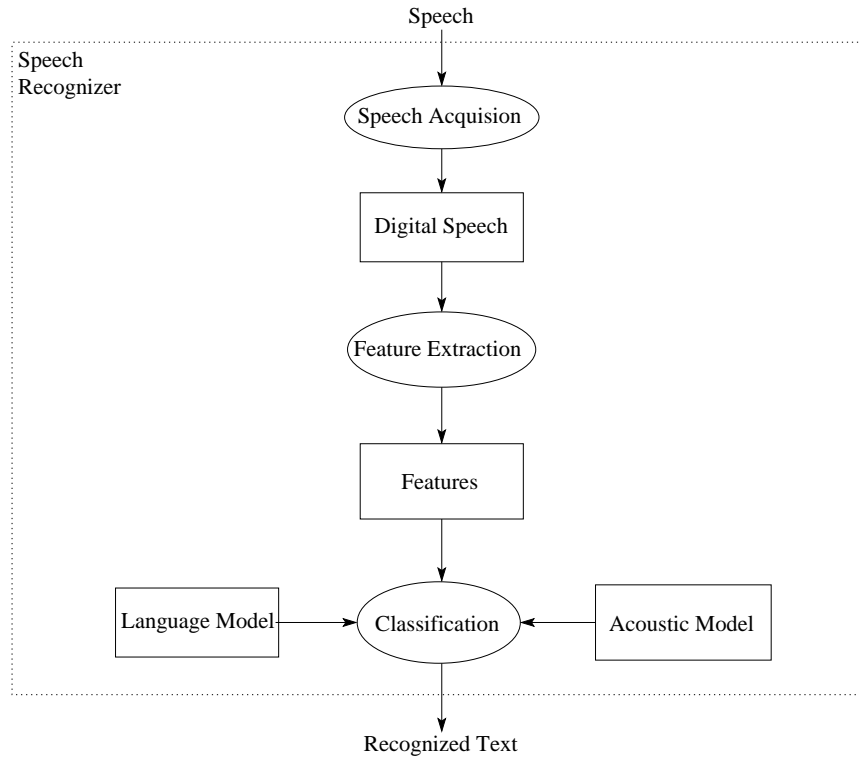 Speech
Speech
Recognizer
Speech Acquision
Digital Speech
Feature Extraction
Features
Language Model
Classification
Acoustic Model
Recognized Text